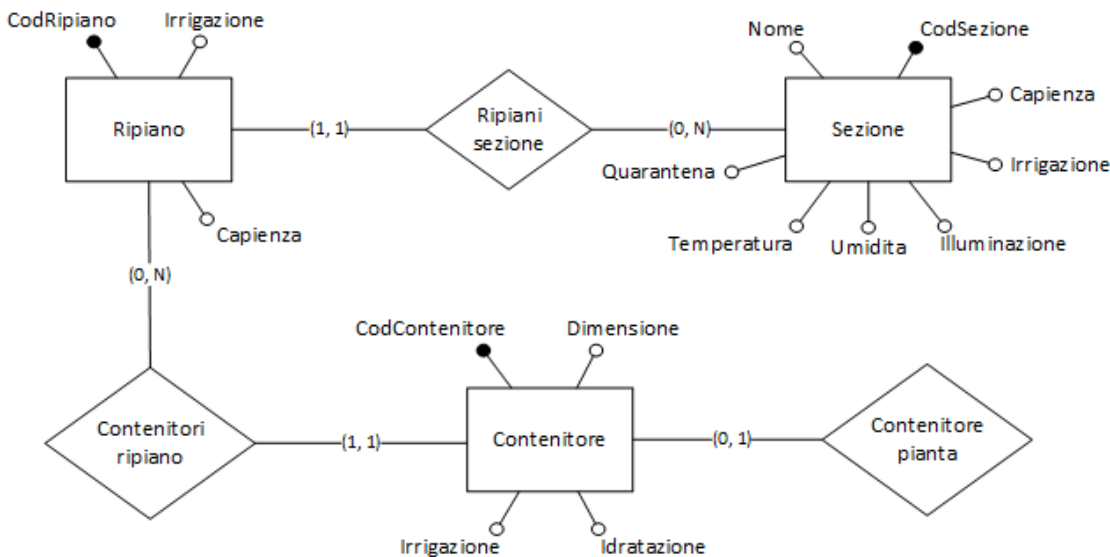 CodRipiano
Irrigazione
Nome
CodSezione
Ripiano
(1, 1)
Ripiani
sezione
(0, N)
Sezione
Capienza
Irrigazione
Quarantena
Capienza
Temperatura
Umidita
Illuminazione
(0, N)
CodContenitore
Dimensione
Contenitori
ripiano
(1, 1)
Contenitore
(0, 1)
Contenitore
pianta
Irrigazione
Idratazione